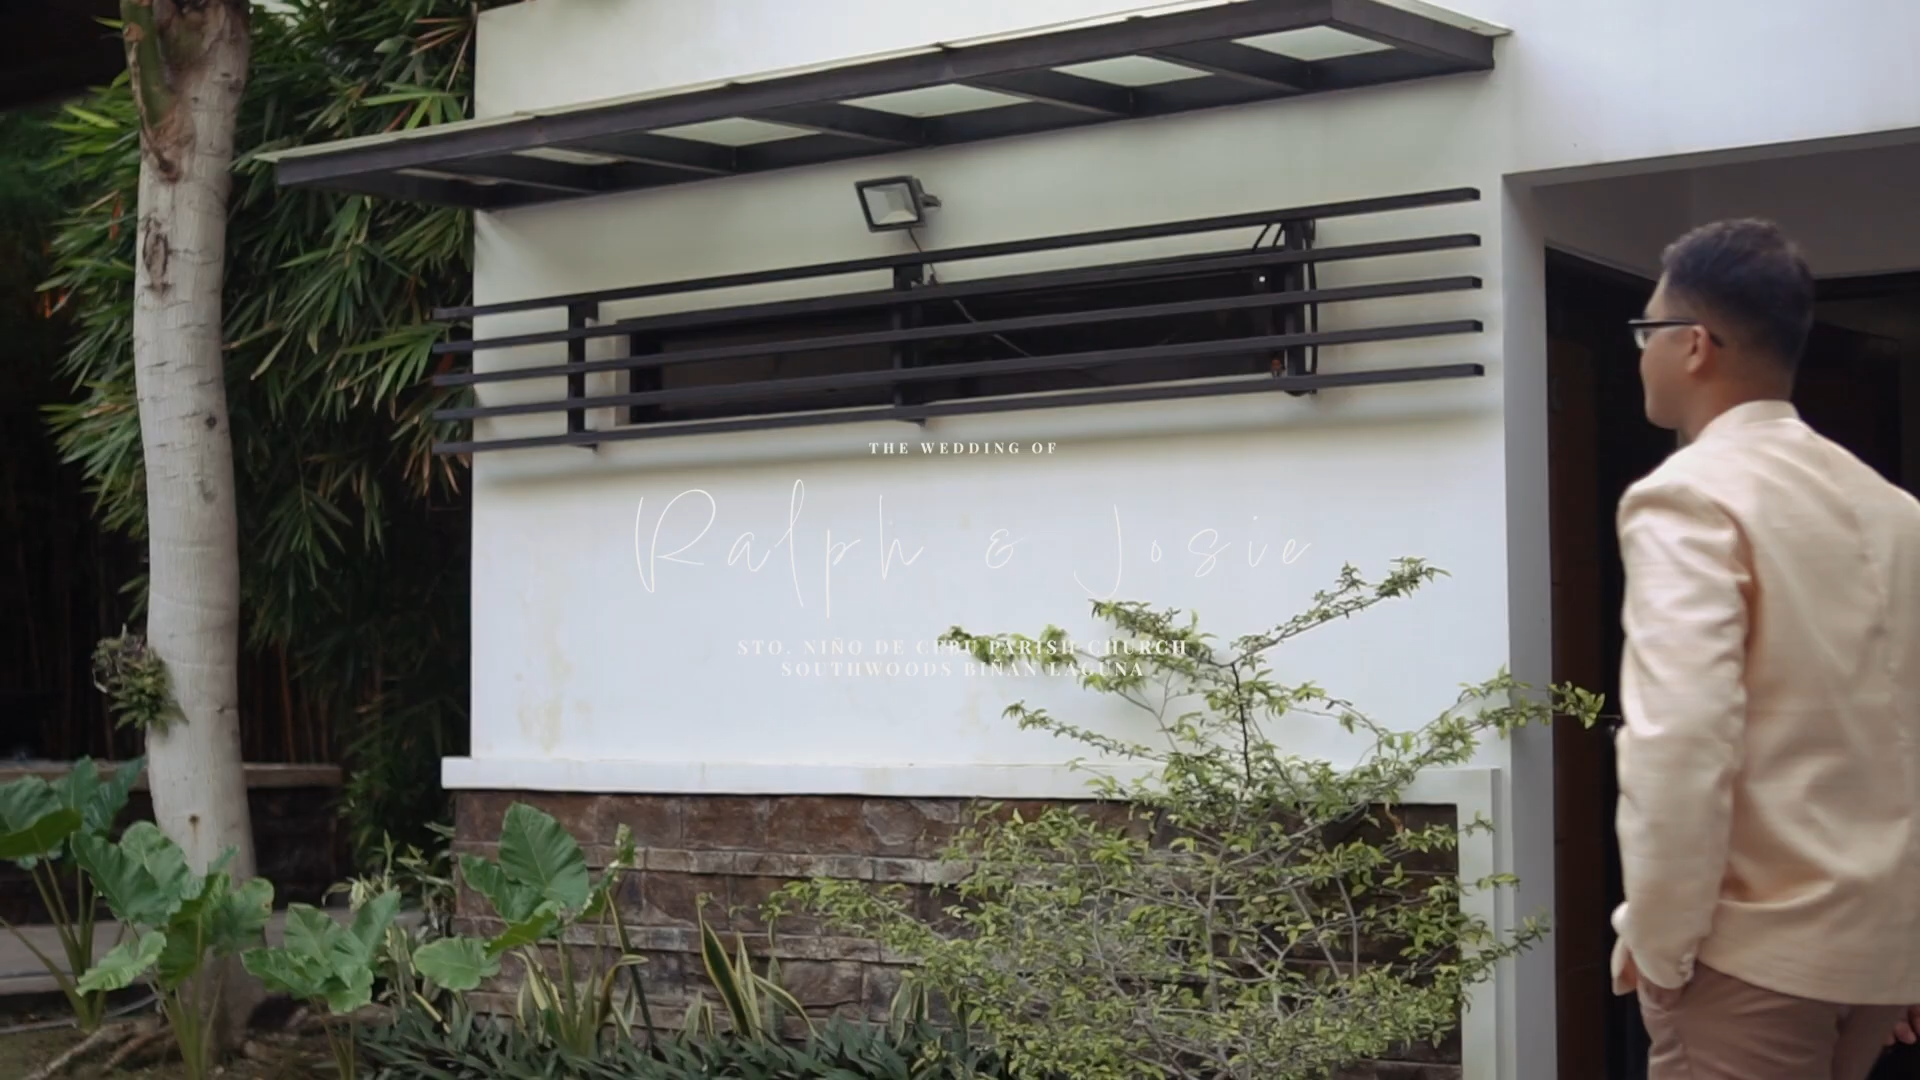 THE WEDDING OF
Ralph & Josie
STO. NIÑO DE CEBU PARISH CHURCH
SOUTHWOODS BIÑAN LAGUNA